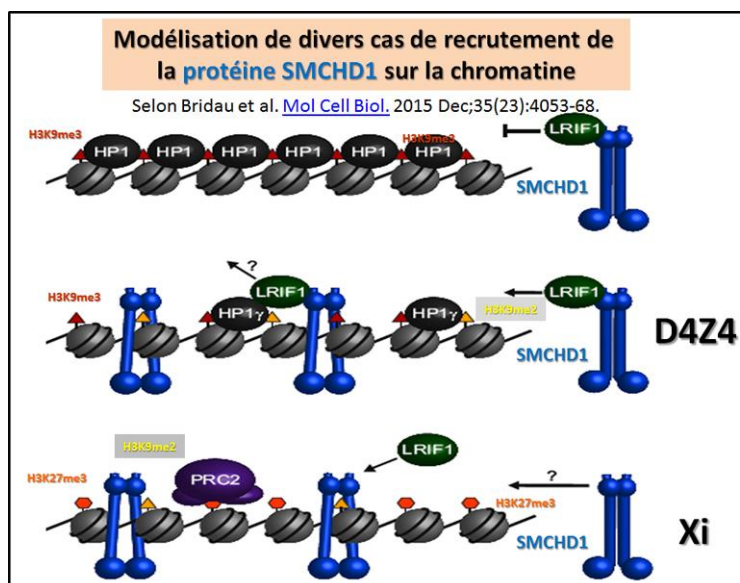 Modélisation de divers cas de recrutement de
la protéine SMCHD1 sur la chromatine
Selon Bridau et al. Mol Cell Biol. 2015 Dec;35(23):4053-68.
H3K9me3
H3K9me3
LRIF1
HP1 HP1 HP1 HP1 HP1 HP1
SMCHD1
?
LRIF1
LRIF1
H3K9me3
HP1γ
HP1γ
H3K9me2
D4Z4
SMCHD1
H3K9me2
LRIF1
H3K27me3
PRC2
?
H3K27me3
SMCHD1
Xi